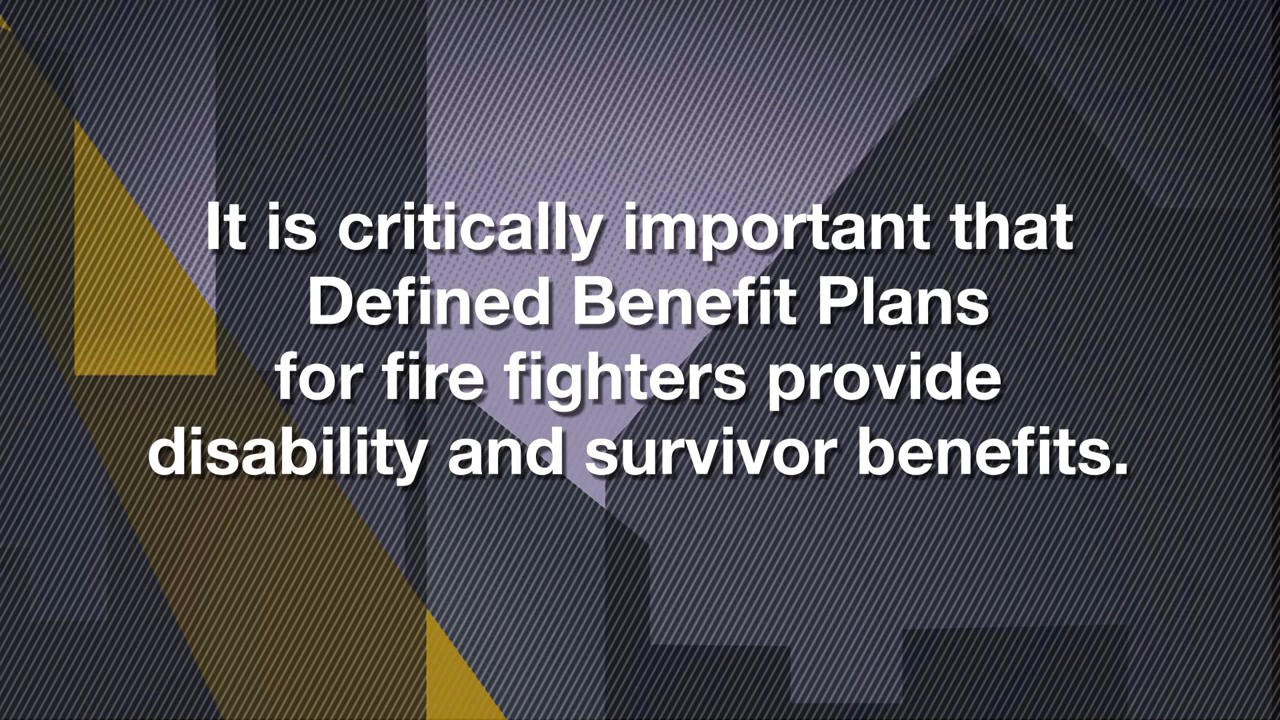 It is critically important that
Defined Benefit Plans
for fire fighters provide
disability and survivor benefits.